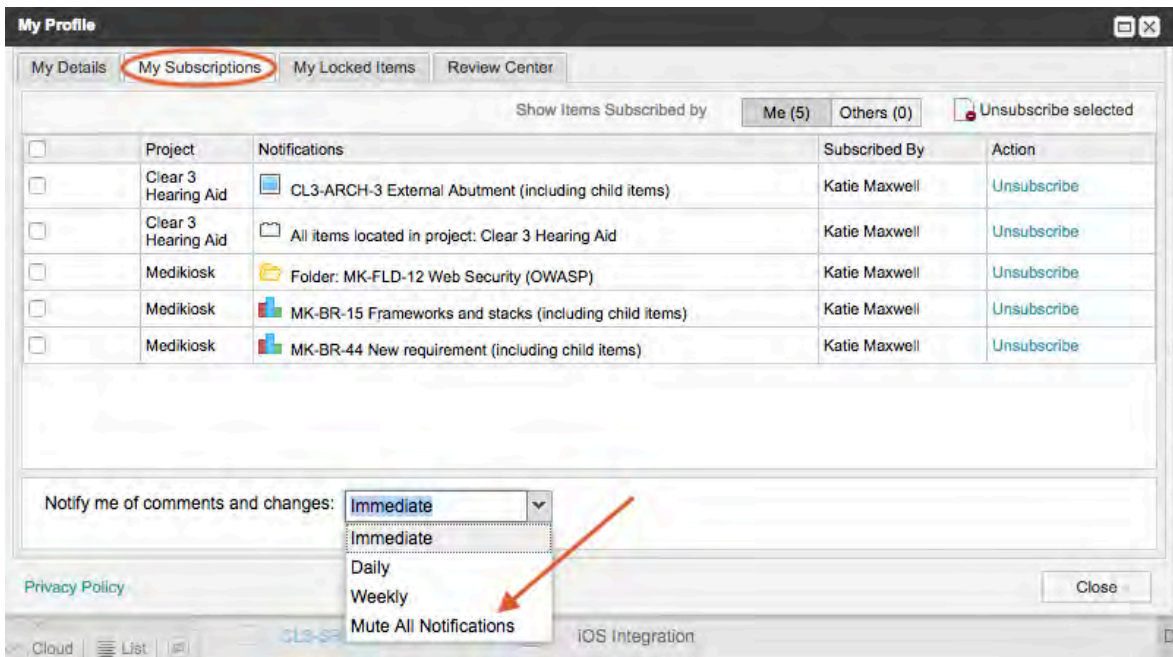 My Profile
My Details My Subscriptions My Locked Items Review Center
Show Items Subscribed by Me (5) Others (0) Unsubscribe selected
Project Notifications Subscribed By Action
Clear 3
Hearing Aid CL3-ARCH-3 External Abutment (including child items) Katie Maxwell Unsubscribe
Clear 3
Hearing Aid All items located in project: Clear 3 Hearing Aid Katie Maxwell Unsubscribe
Medikiosk Folder: MK-FLD-12 Web Security (OWASP) Katie Maxwell Unsubscribe
Medikiosk MK-BR-15 Frameworks and stacks (including child items) Katie Maxwell Unsubscribe
Medikiosk MK-BR-44 New requirement (including child items) Katie Maxwell Unsubscribe
Notify me of comments and changes: Immediate
Immediate
Daily
Weekly
Mute All Notifications
Privacy Policy Close
Cloud List iOS Integration